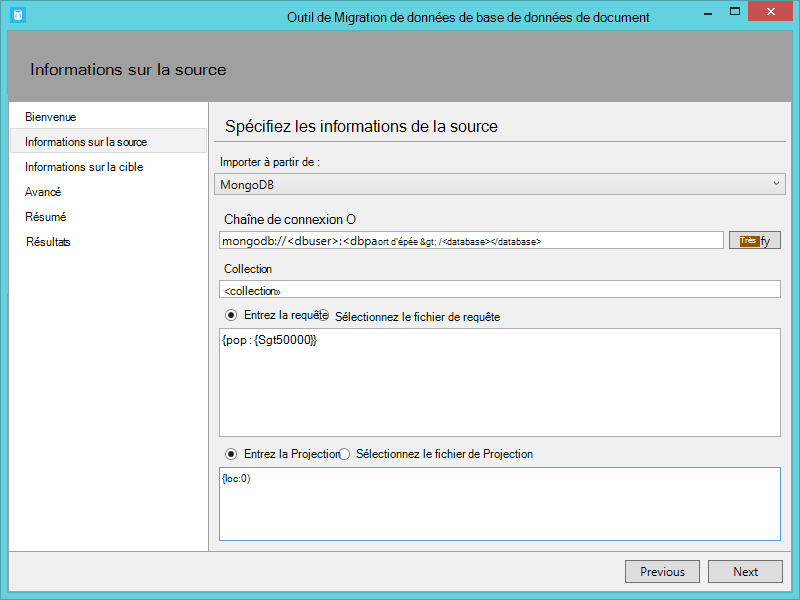 Outil de Migration de données de base de données de document
Informations sur la source
Bienvenue
Informations sur la source
Informations sur la cible
Avancé
Résumé
Résultats
Spécifiez les informations de la source
Importer à partir de :
MongoDB
Chaîne de connexion O
mongodb://<dbuser>:<dbpaort d'épée &gt; /<database></database>
Très fy
Collection
<collection»
Entrez la requête Sélectionnez le fichier de requête
{pop : {Sgt50000}}
Entrez la Projection Sélectionnez le fichier de Projection
{loc:0)
Previous Next